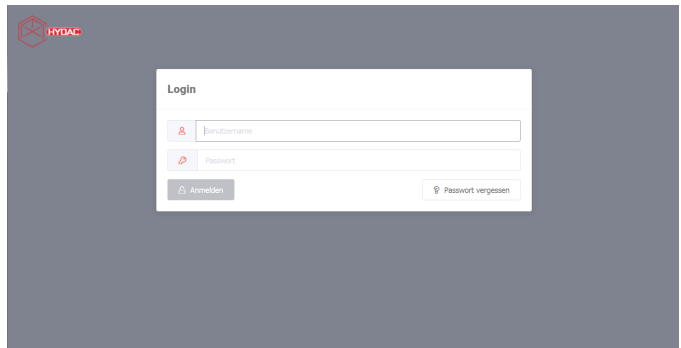 HYDAC
Login
Benutzername
Passwort
Anmelden
Passwort vergessen